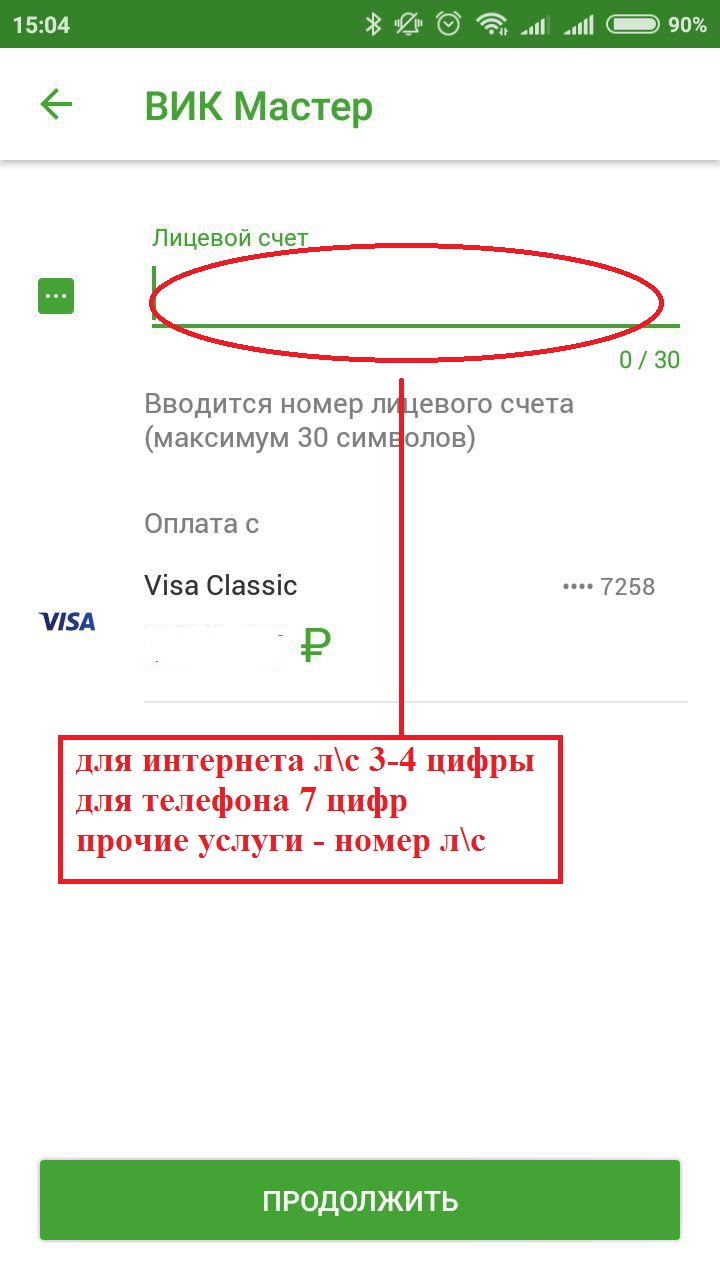 15:04 90%
ВИК Мастер
Лицевой счет
0 / 30
Вводится номер лицевого счета
(максимум 30 символов)
Оплата с
Visa Classic •••• 7258
VISA
₽
для интернета л\с 3-4 цифры
для телефона 7 цифр
прочие услуги - номер л\с
ПРОДОЛЖИТЬ